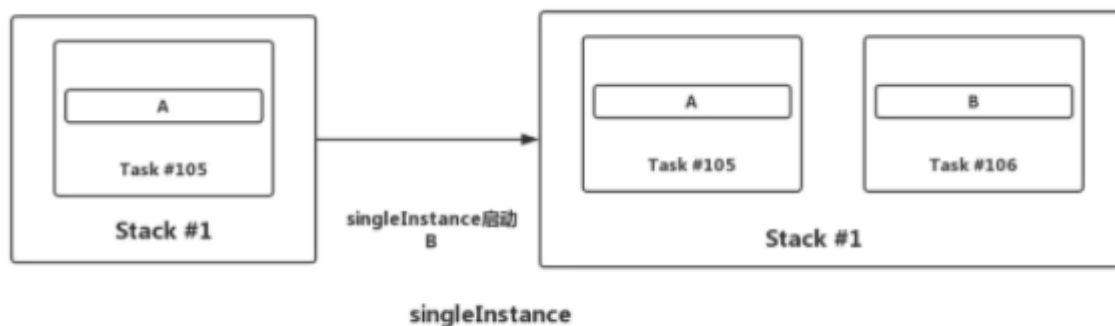 A
Task #105
Stack #1
singleInstance启动
B
A
Task #105
B
Task #106
Stack #1
singleInstance